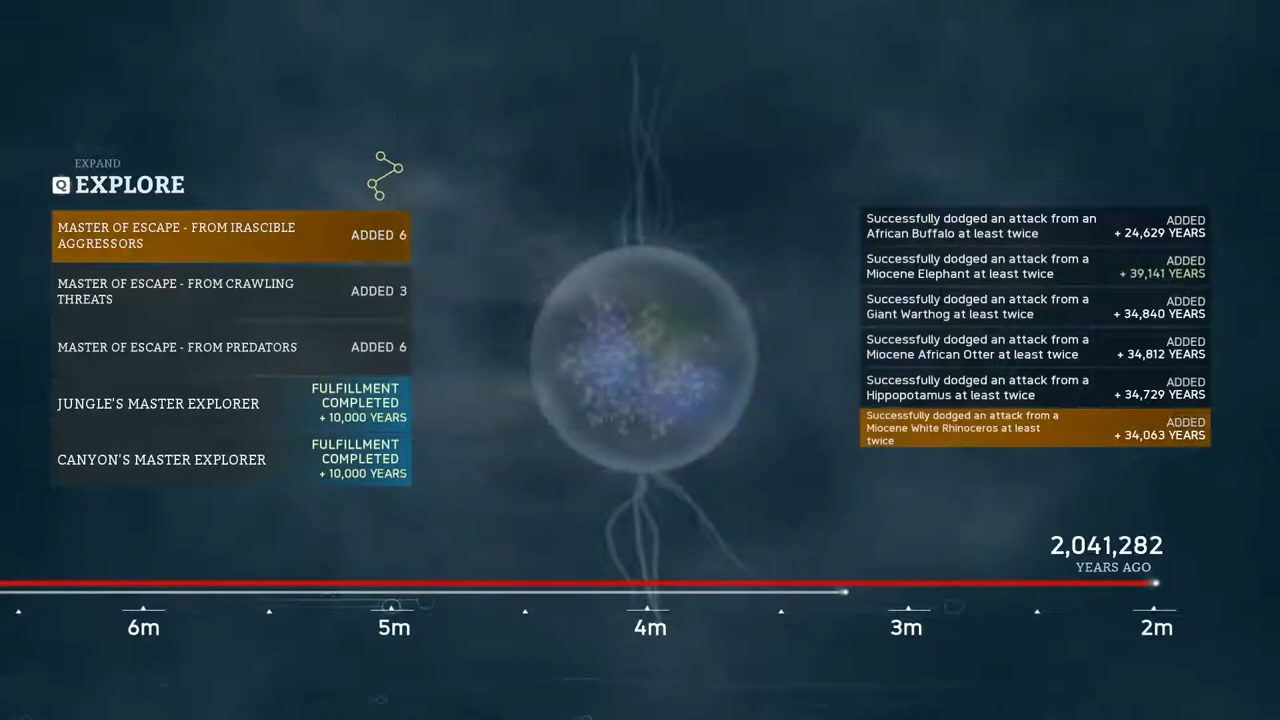 EXPAND
EXPLORE
MASTER OF ESCAPE - FROM IRASCIBLE
AGGRESSORS
ADDED 6
MASTER OF ESCAPE - FROM CRAWLING
THREATS
ADDED 3
MASTER OF ESCAPE - FROM PREDATORS
ADDED 6
JUNGLE'S MASTER EXPLORER
FULFILLMENT
COMPLETED
+ 10,000 YEARS
CANYON'S MASTER EXPLORER
FULFILLMENT
COMPLETED
+ 10,000 YEARS
Successfully dodged an attack from an
African Buffalo at least twice
ADDED
+ 24,629 YEARS
Successfully dodged an attack from a
Miocene Elephant at least twice
ADDED
+ 39,141 YEARS
Successfully dodged an attack from a
Giant Warthog at least twice
ADDED
+ 34,840 YEARS
Successfully dodged an attack from a
Miocene African Otter at least twice
ADDED
+ 34,812 YEARS
Successfully dodged an attack from a
Hippopotamus at least twice
ADDED
+ 34,729 YEARS
Successfully dodged an attack from a
Miocene White Rhinoceros at least
twice
ADDED
+ 34,063 YEARS
2,041,282
YEARS AGO
6m
5m
4m
3m
2m